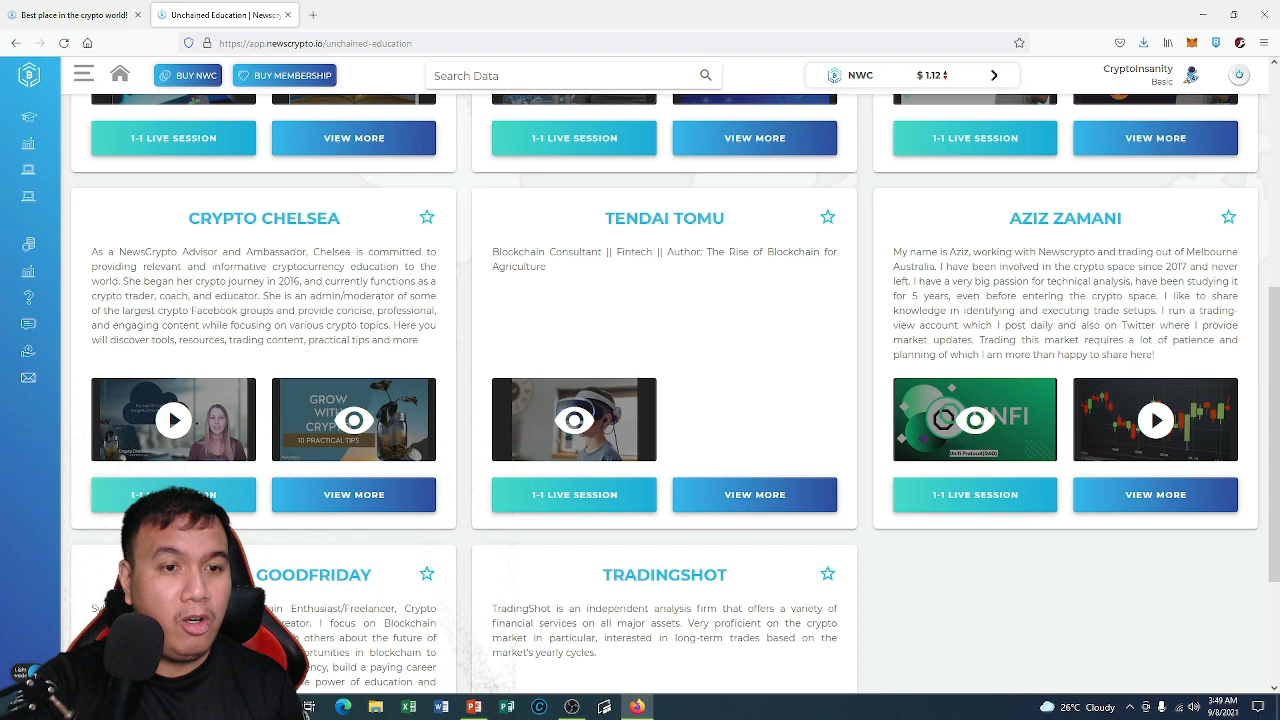 Best place in the world for new
Unchained Education | Newscry
https://app.newscrypto.io/unchained-education
BUY NWC
BUY MEMBERSHIP
Search Data
NWC
$ 1.12
CryptoInsanity
Basic
1-1 LIVE SESSION
VIEW MORE
1-1 LIVE SESSION
VIEW MORE
1-1 LIVE SESSION
VIEW MORE
CRYPTO CHELSEA
As a NewsCrypto Advisor and Ambassador, Chelsea is committed to
providing relevant and informative cryptocurrency education to the
world. She began her crypto journey in 2016, and currently functions as a
crypto trader, coach, and educator. She is an admin/moderator of some
of the largest crypto Facebook groups and provide concise, professional,
and engaging content while focusing on various crypto topics. Here you
will discover tools, resources, trading content, practical tips and more
Crypto Chelsea
GROW
WITH
CRYP
10 PRACTICAL TIPS
VIEW MORE
TENDAI TOMU
Blockchain Consultant || Fintech || Author: The Rise of Blockchain for
Agriculture
1-1 LIVE SESSION
VIEW MORE
AZIZ ZAMANI
My name is Aziz, working with Newscrypto and trading out of Melbourne
Australia. I have been involved in the crypto space since 2017 and never
left. I have a very big passion for technical analysis, have been studying it
for 5 years, even before entering the crypto space. I like to share
knowledge in identifying and executing trade setups. I run a trading-
view account which I post daily and also on Twitter where I provide
market updates. Trading this market requires a lot of patience and
planning of which I am more than happy to share here!
NFI
UniFi Protocol(DAO)
1-1 LIVE SESSION
VIEW MORE
GOODFRIDAY
ain Enthusiast/Freelancer, Crypto
reator. I focus on Blockchain
others about the future of
ortunities in blockchain to
ncy, build a paying career
e power of education and
TRADINGSHOT
TradingShot is an independent analysis firm that offers a variety of
financial services on all major assets. Very proficient on the crypto
market in particular, interested in long-term trades based on the
market's yearly cycles.
Light
26°C
3:49 AM
9/8/2021